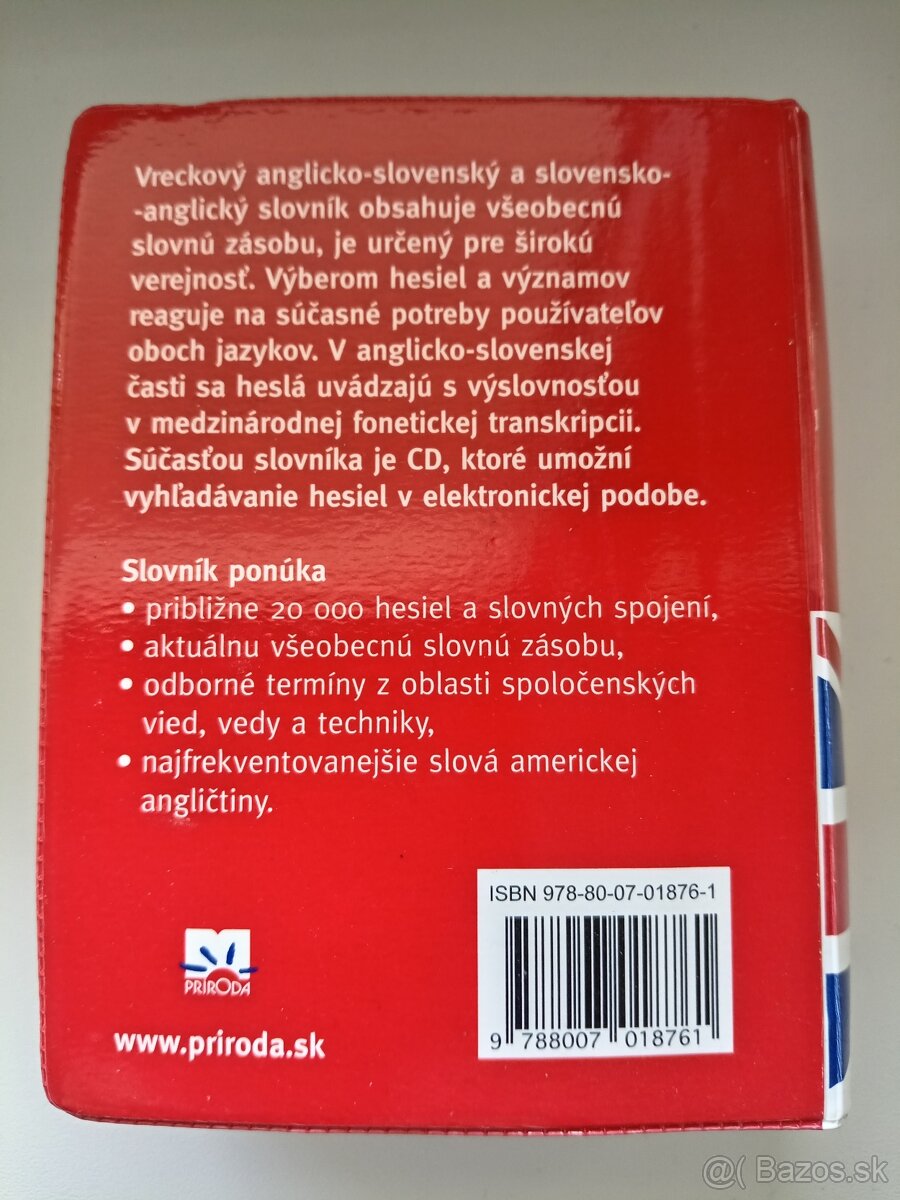 Vreckový anglicko-slovenský a slovensko-
-anglický slovník obsahuje všeobecnú
slovnú zásobu, je určený pre širokú
verejnosť. Výberom hesiel a významov
reaguje na súčasné potreby používateľov
oboch jazykov. V anglicko-slovenskej
časti sa heslá uvádzajú s výslovnosťou
v medzinárodnej fonetickej transkripcii.
Súčasťou slovníka je CD, ktoré umožní
vyhľadávanie hesiel v elektronickej podobe.
Slovník ponúka
• približne 20 000 hesiel a slovných spojení,
• aktuálnu všeobecnú slovnú zásobu,
• odborné termíny z oblasti spoločenských
vied, vedy a techniky,
• najfrekventovanejšie slová americkej
angličtiny.
ISBN 978-80-07-01876-1
9 788007 018761
PRÍRODA
www.priroda.sk
@( Bazos.sk